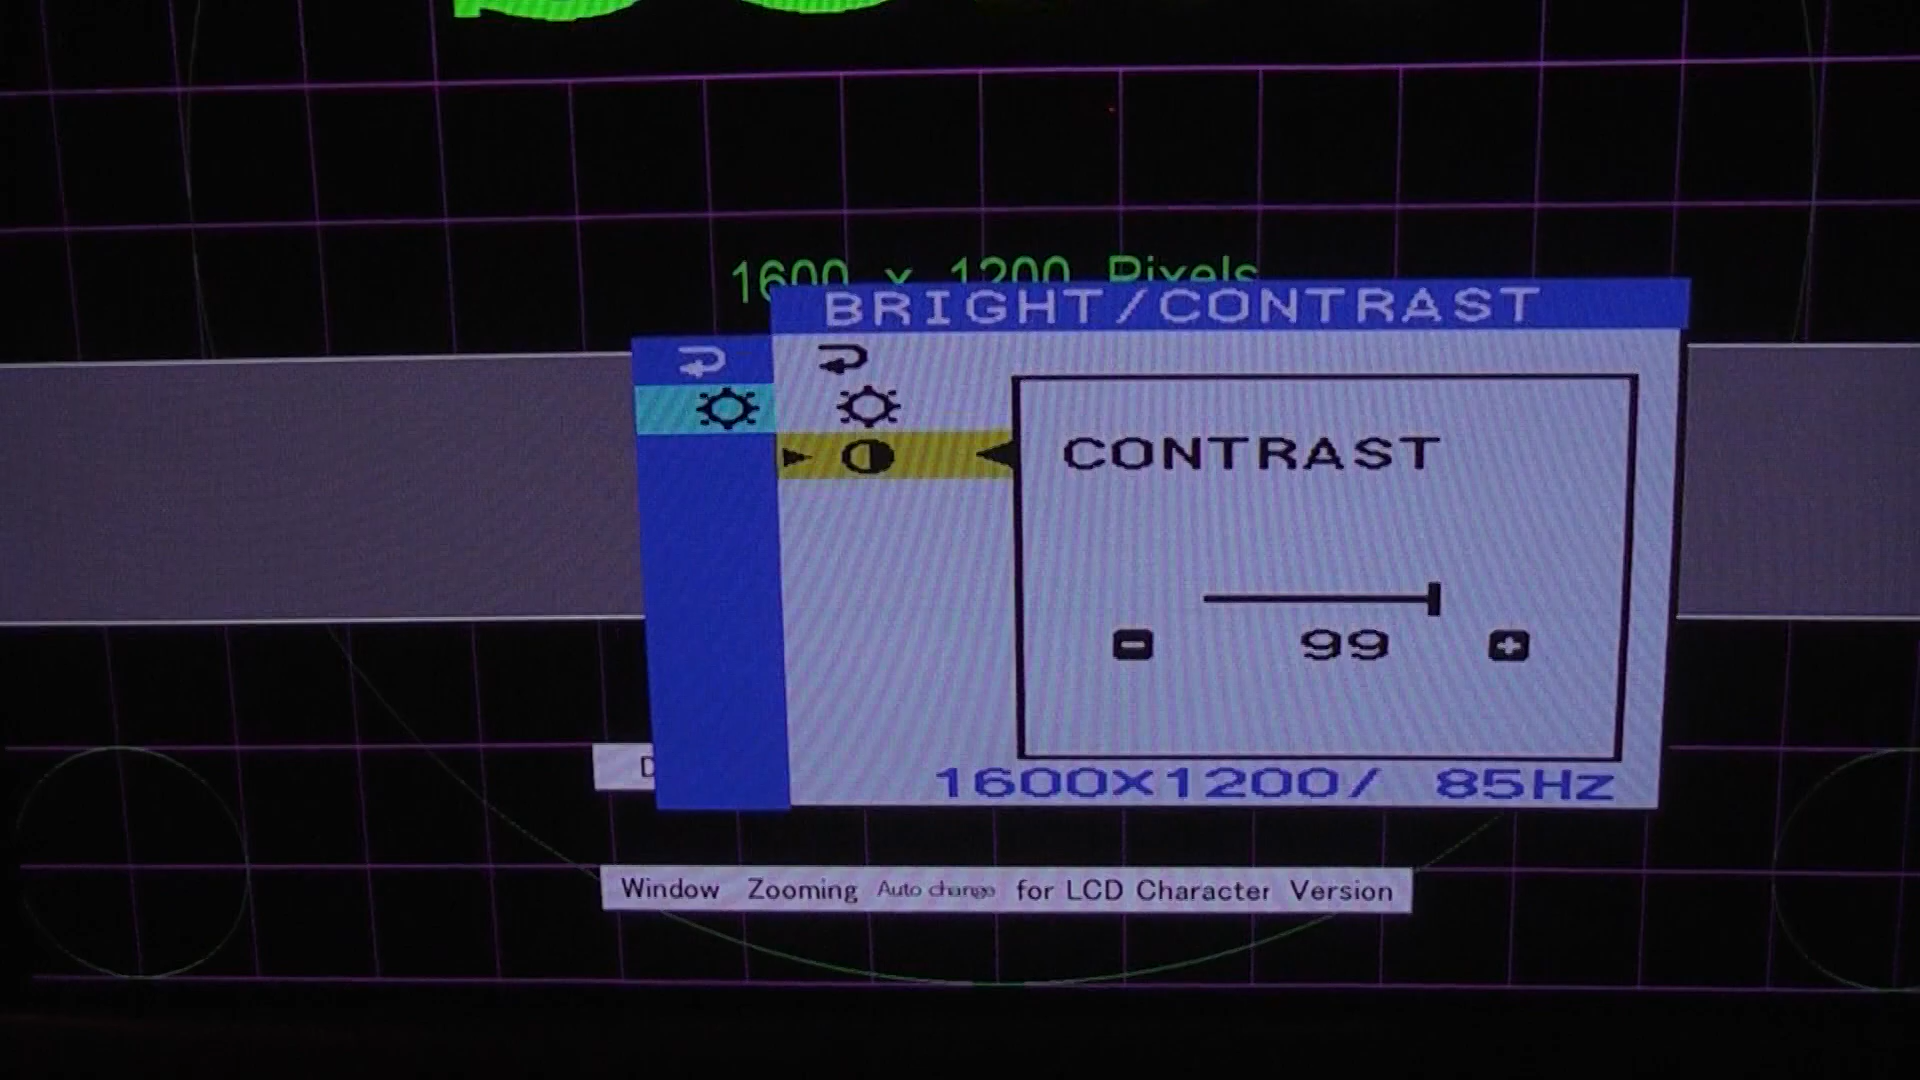 1600 x 1200 Pixels
BRIGHT/CONTRAST
CONTRAST
99
1600X1200/ 85Hz
D
Window Zooming Auto change for LCD Character Version